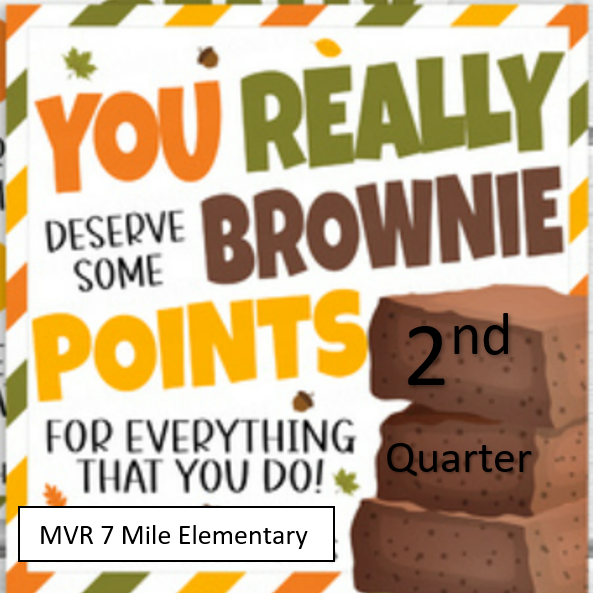 YOU REALLY
DESERVE
SOME
BROWNIE
POINTS
FOR EVERYTHING
THAT YOU DO!
2nd
Quarter
MVR 7 Mile Elementary